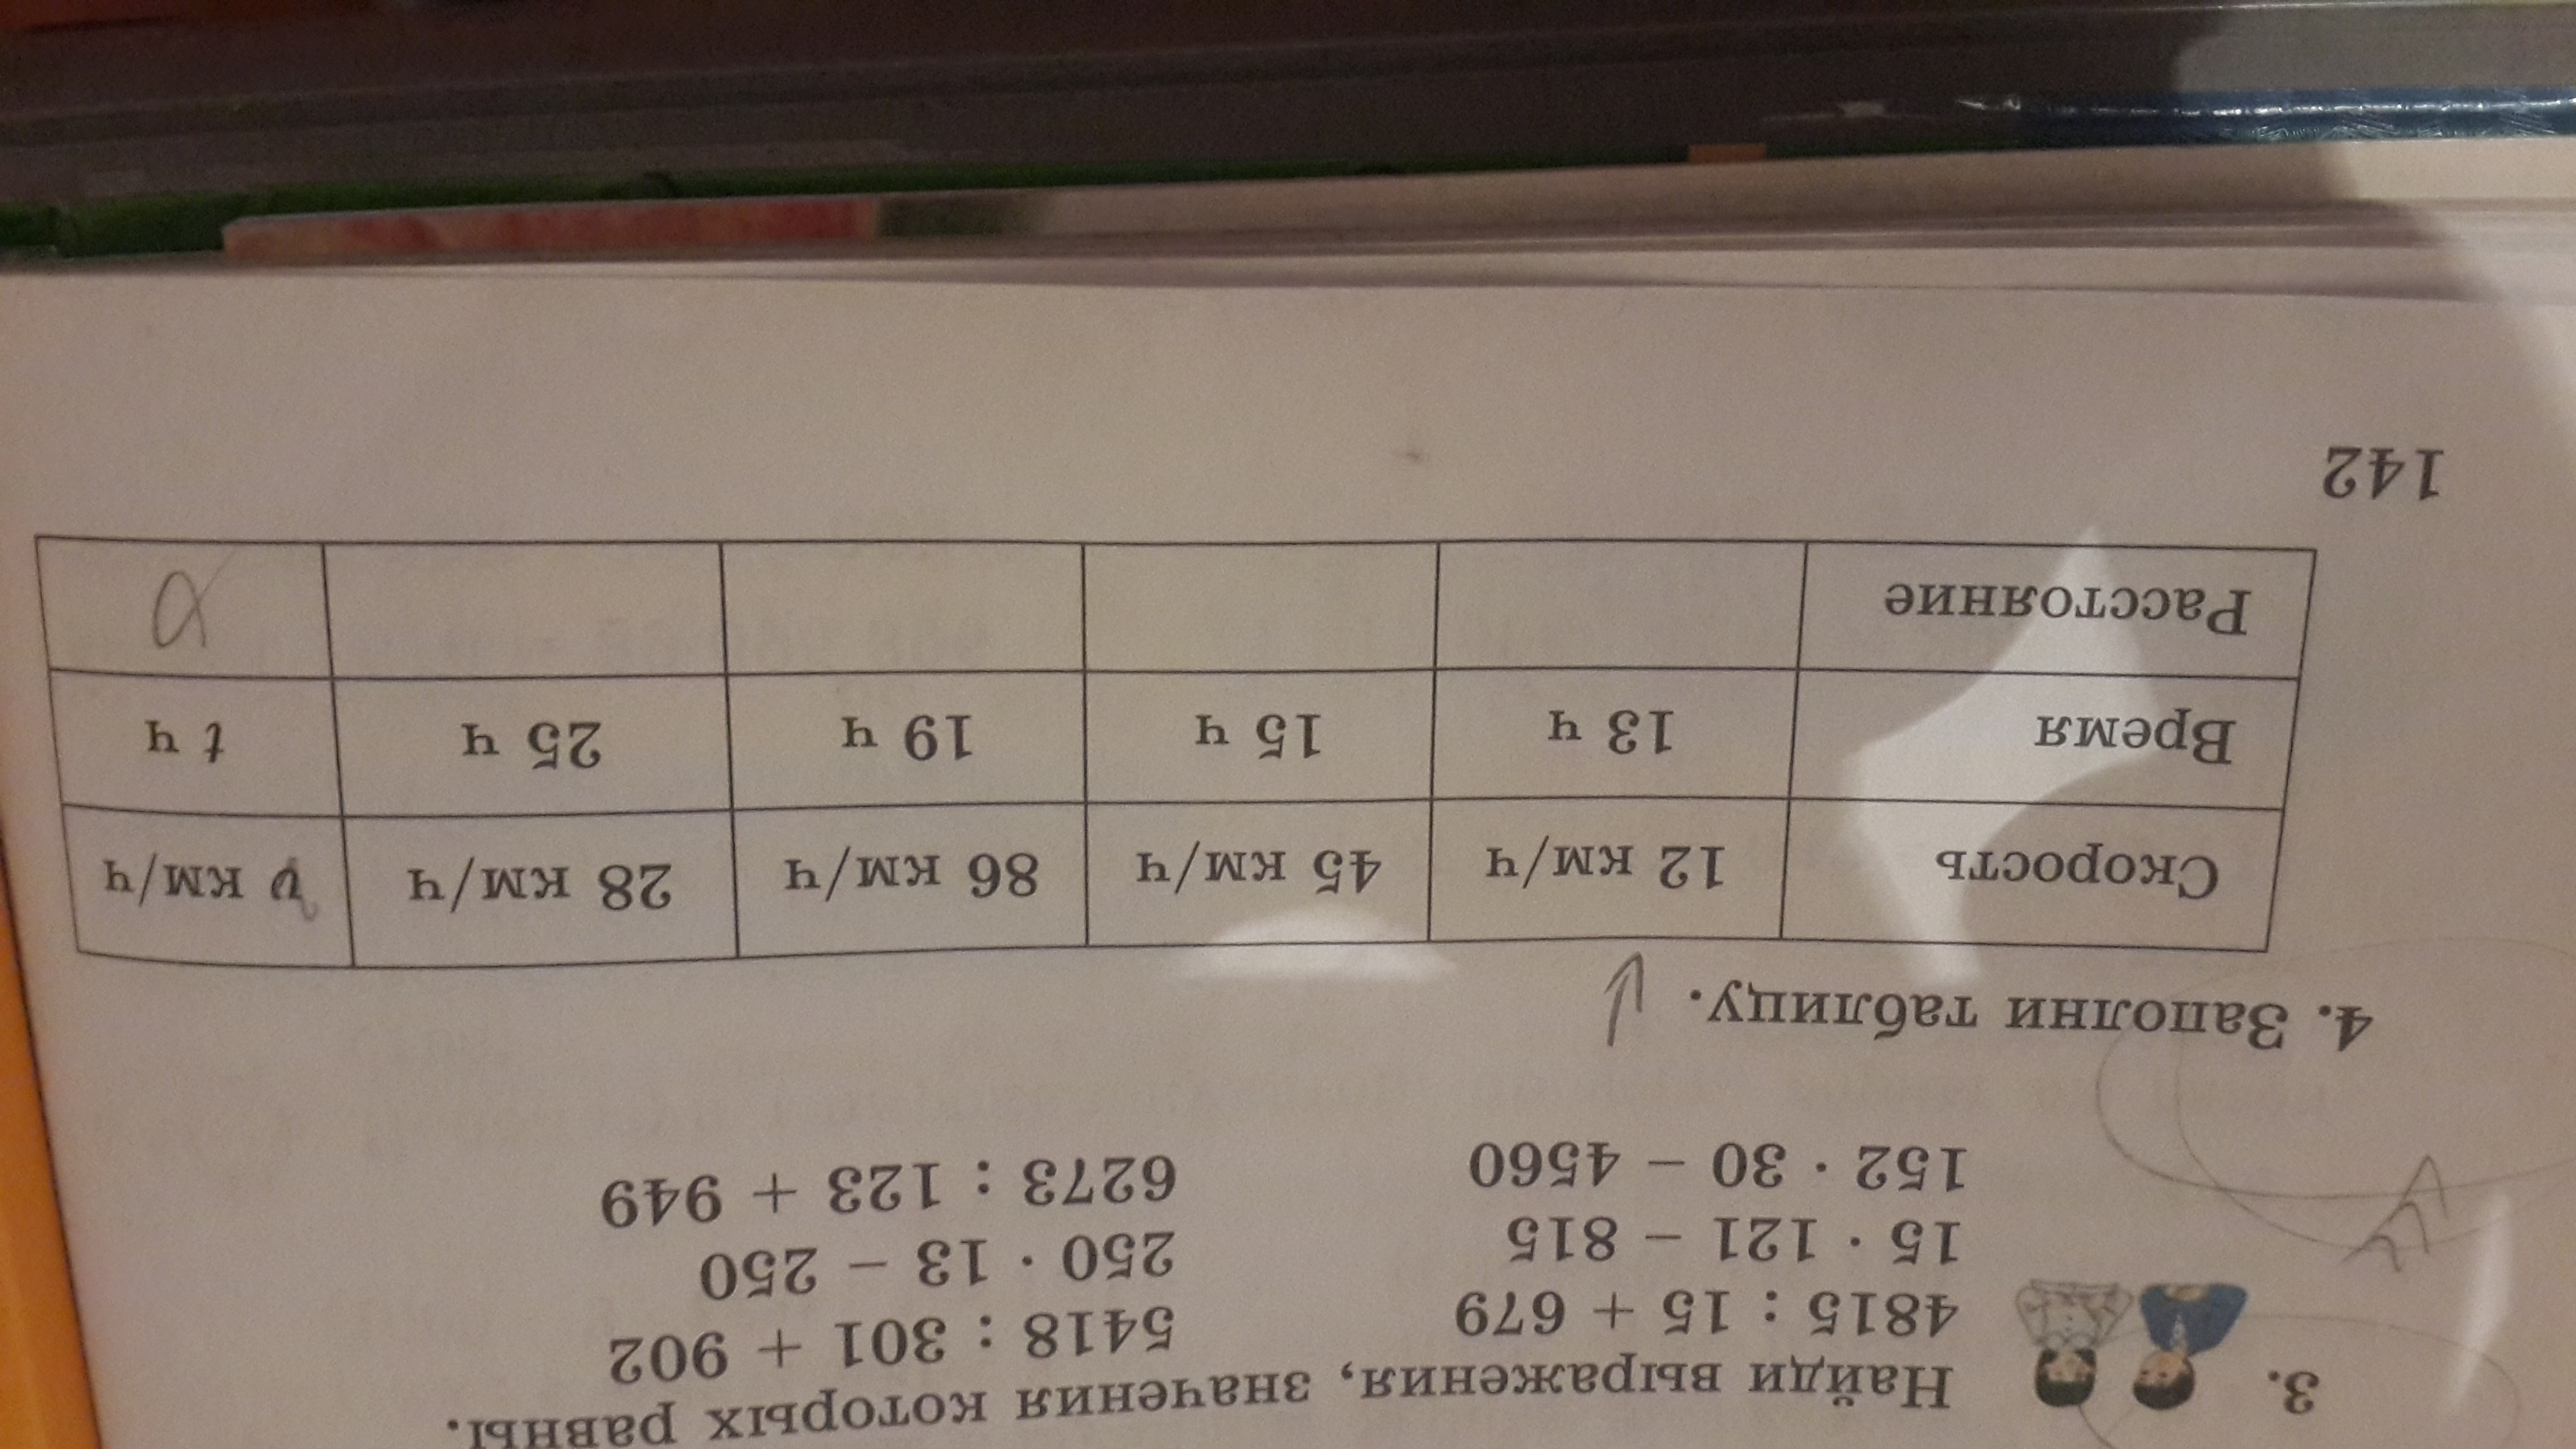 3. Найди выражения, значения которых равны.
4815 : 15 + 679 5418 : 301 + 902
15 · 121 − 815 250 · 13 − 250
152 · 30 − 4560 6273 : 123 + 949
4. Заполни таблицу.
Скорость 12 км/ч 45 км/ч 86 км/ч 28 км/ч v км/ч
Время 13 ч 15 ч 19 ч 25 ч t ч
Расстояние
142